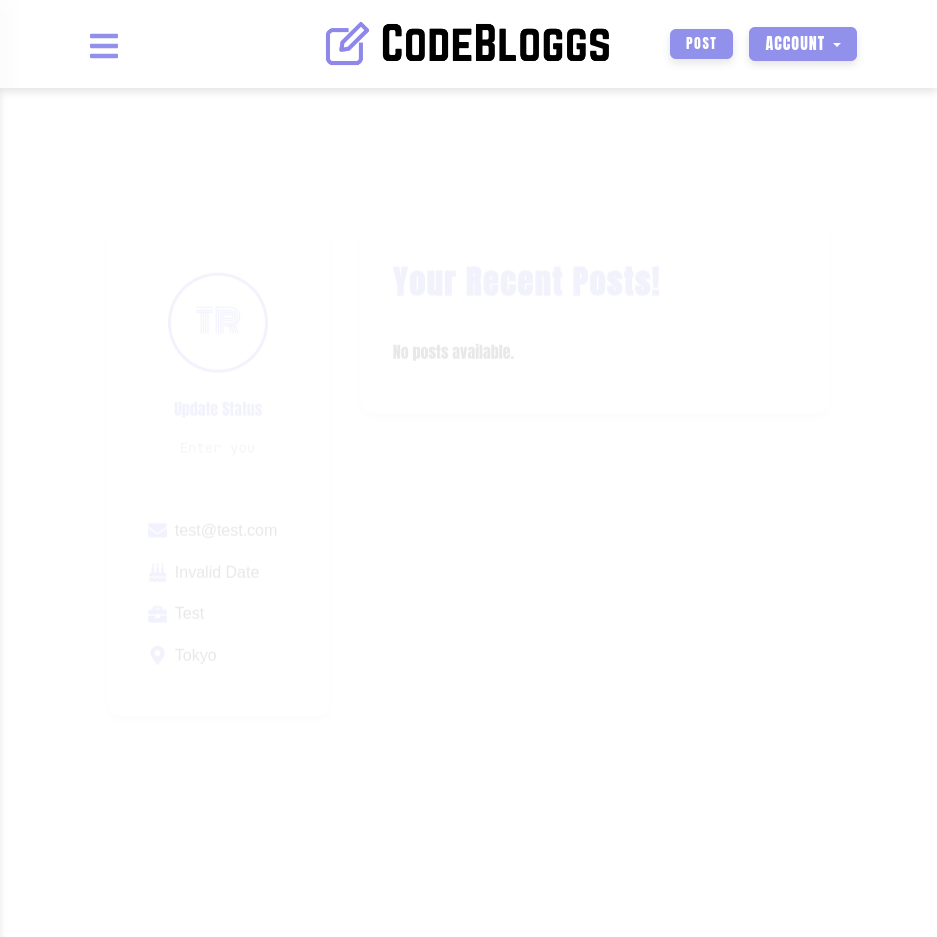 CodeBloggs
POST
ACCOUNT
TR
Your Recent Posts!
No posts available.
Update Status
Enter you
test@test.com
Invalid Date
Test
Tokyo